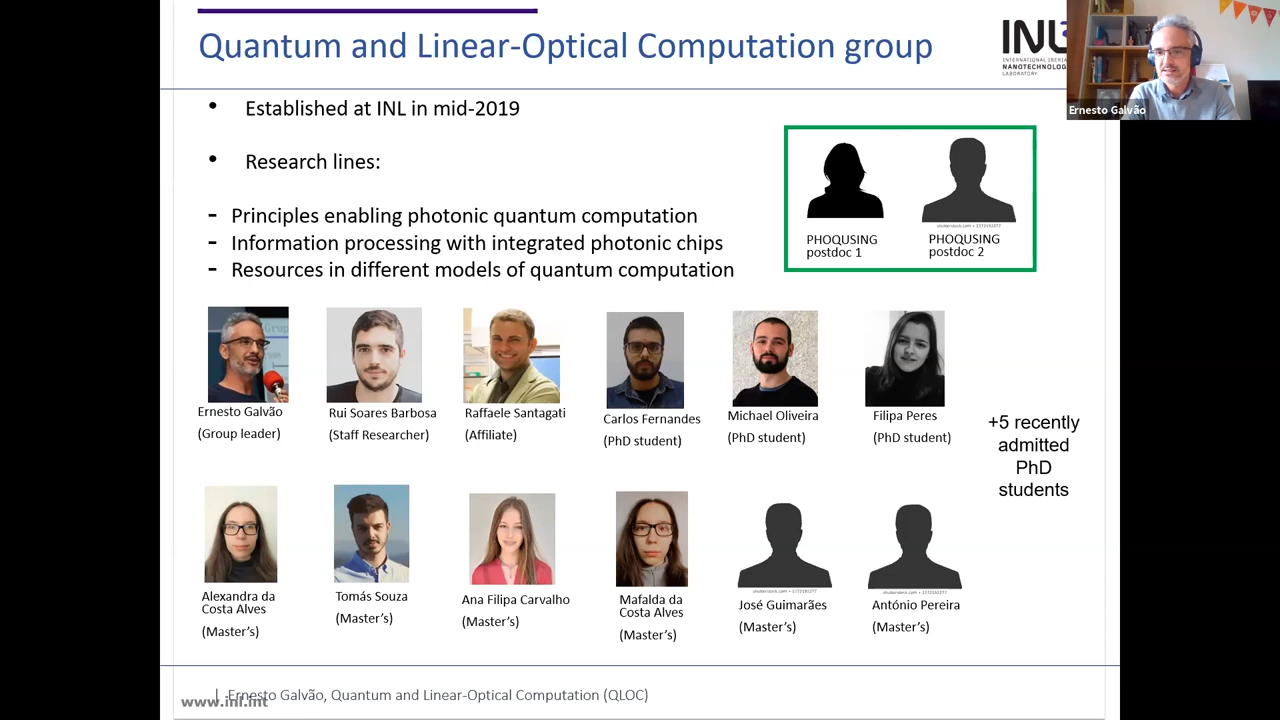 Quantum and Linear-Optical Computation group
INL
INTERNATIONAL IBERIAN
NANOTECHNOLOGY
LABORATORY
Ernesto Galvão
• Established at INL in mid-2019
• Research lines:
- Principles enabling photonic quantum computation
- Information processing with integrated photonic chips
- Resources in different models of quantum computation
PHOQUSING
postdoc 1
PHOQUSING
postdoc 2
Ernesto Galvão
(Group leader)
Rui Soares Barbosa
(Staff Researcher)
Raffaele Santagati
(Affiliate)
Carlos Fernandes
(PhD student)
Michael Oliveira
(PhD student)
Filipa Peres
(PhD student)
+5 recently
admitted
PhD
students
Alexandra da
Costa Alves
(Master's)
Tomás Souza
(Master's)
Ana Filipa Carvalho
(Master's)
Mafalda da
Costa Alves
(Master's)
José Guimarães
(Master's)
António Pereira
(Master's)
| Ernesto Galvão, Quantum and Linear-Optical Computation (QLOC)
www.inl.int